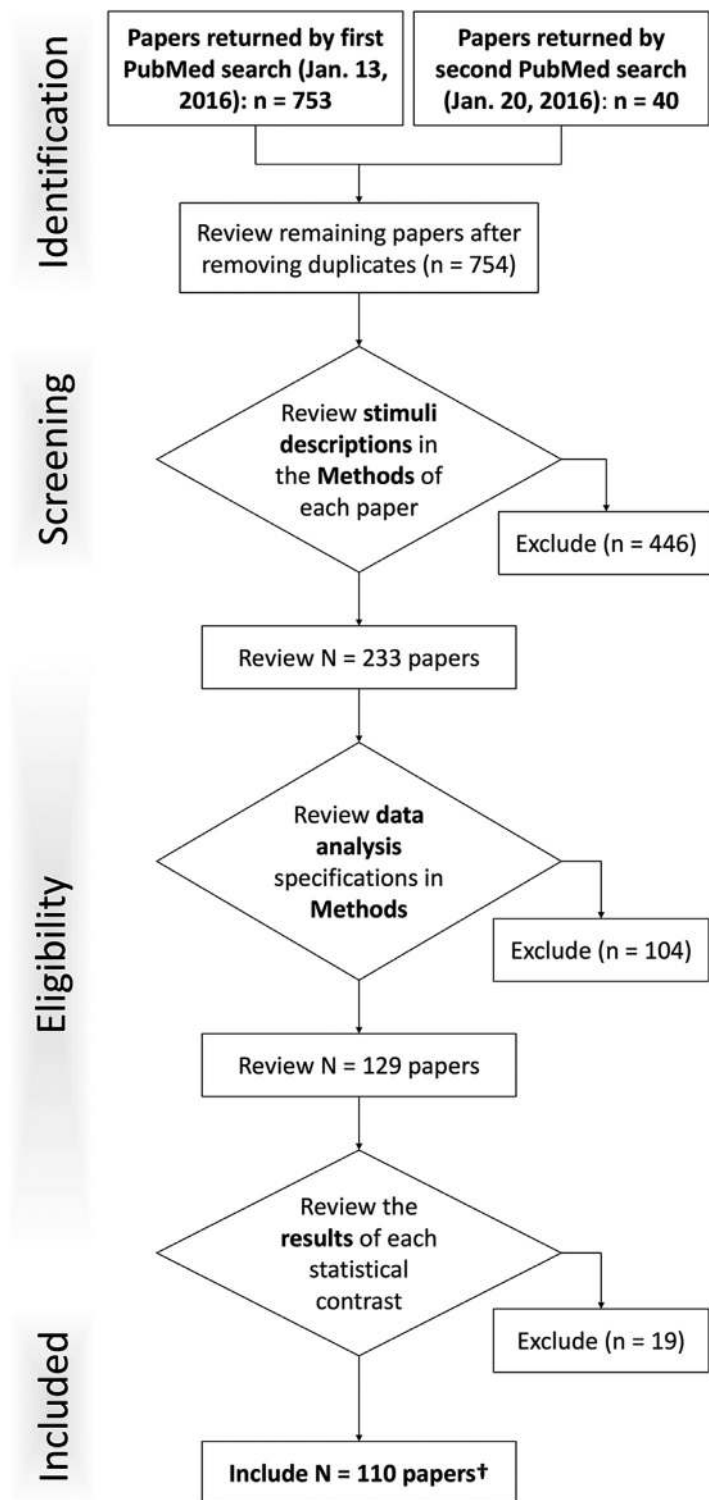 Identification
Papers returned by first
PubMed search (Jan. 13,
2016): n = 753
Papers returned by
second PubMed search
(Jan. 20, 2016): n = 40
Review remaining papers after
removing duplicates (n = 754)
Screening
Review stimuli
descriptions in
the Methods of
each paper
Exclude (n = 446)
Eligibility
Review N = 233 papers
Review data
analysis
specifications in
Methods
Exclude (n = 104)
Review N = 129 papers
Review the
results of each
statistical
contrast
Exclude (n = 19)
Included
Include N = 110 papers†